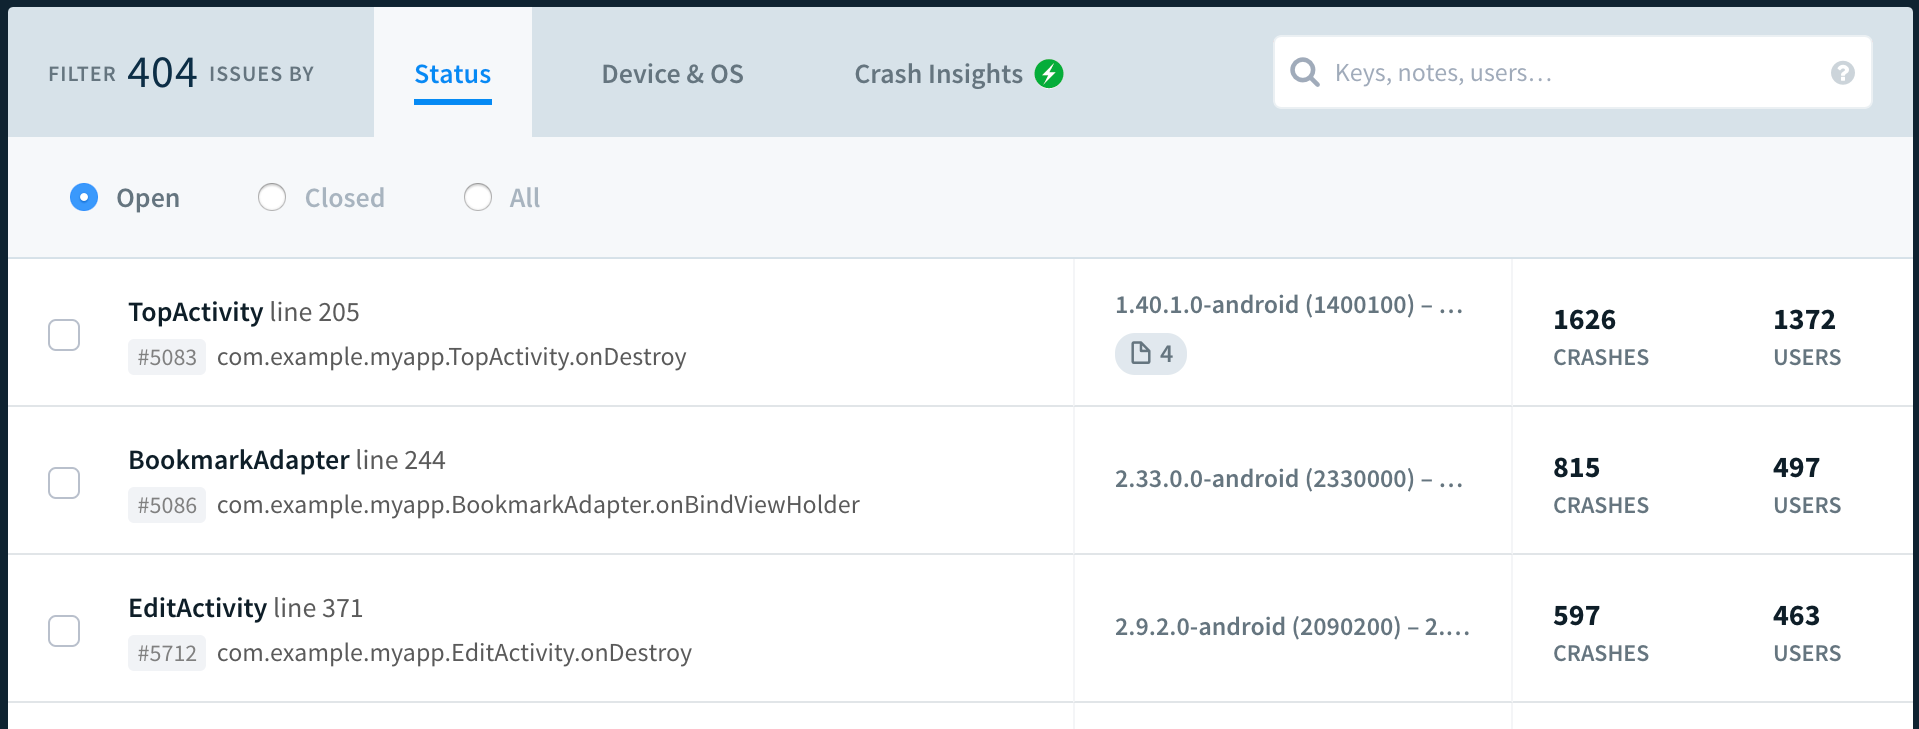 FILTER 404 ISSUES BY
Status
Device & OS
Crash Insights
Keys, notes, users…
Open
Closed
All
TopActivity line 205
#5083 com.example.myapp.TopActivity.onDestroy
1.40.1.0-android (1400100) – …
4
1626
CRASHES
1372
USERS
BookmarkAdapter line 244
#5086 com.example.myapp.BookmarkAdapter.onBindViewHolder
2.33.0.0-android (2330000) – …
815
CRASHES
497
USERS
EditActivity line 371
#5712 com.example.myapp.EditActivity.onDestroy
2.9.2.0-android (2090200) – 2.…
597
CRASHES
463
USERS